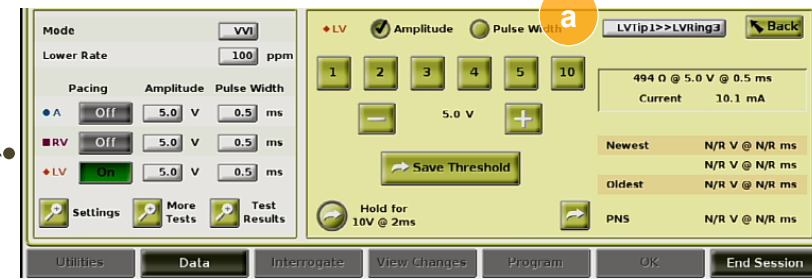 Mode VVI
Lower Rate 100 ppm
Pacing Amplitude Pulse Width
A Off 5.0 V 0.5 ms
RV Off 5.0 V 0.5 ms
LV On 5.0 V 0.5 ms
Settings More Tests Test Results
LV Amplitude Pulse Width a LVTip1>>LVRing3 Back
1 2 3 4 5 10
− 5.0 V +
494 Ω @ 5.0 V @ 0.5 ms
Current 10.1 mA
Save Threshold
Newest N/R V @ N/R ms
N/R V @ N/R ms
Oldest N/R V @ N/R ms
Hold for
10V @ 2ms
PNS N/R V @ N/R ms
Utilities Data Interrogate View Changes Program OK End Session